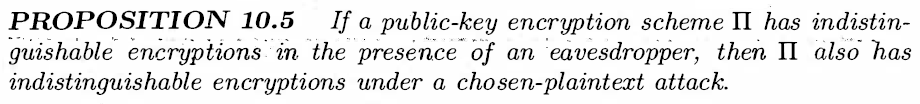 PROPOSITION 10.5 If a public-key encryption scheme Π has indistin-
guishable encryptions in the presence of an eavesdropper, then Π also has
indistinguishable encryptions under a chosen-plaintext attack.